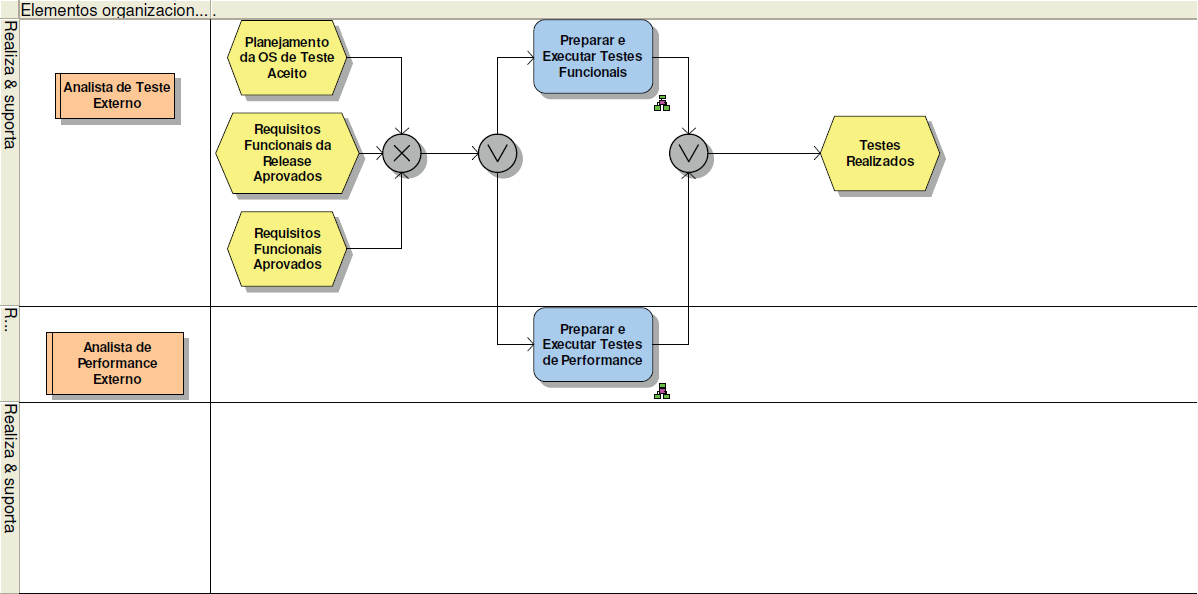 Elementos organizacion... .
Realiza & suporta
Analista de Teste
Externo
Planejamento
da OS de Teste
Aceito
Requisitos
Funcionais da
Release
Aprovados
Requisitos
Funcionais
Aprovados
Preparar e
Executar Testes
Funcionais
Testes
Realizados
R...
Analista de
Performance
Externo
Preparar e
Executar Testes
de Performance
Realiza & suporta